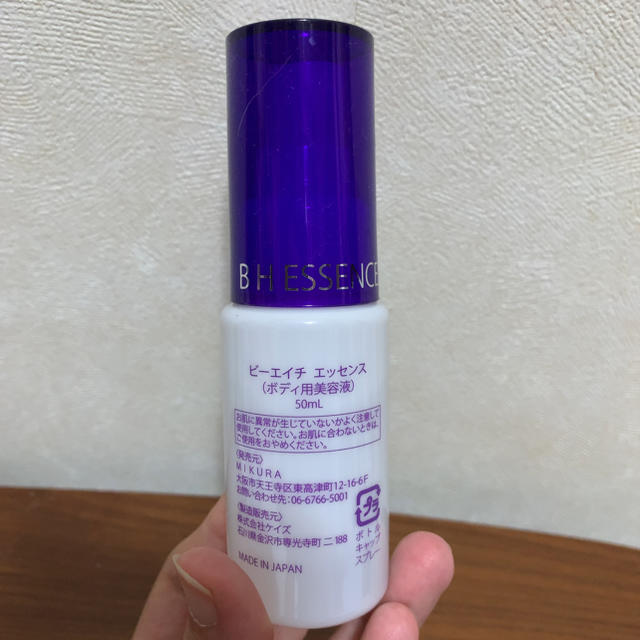 B H ESSENCE
ビーエイチ エッセンス
(ボディ用美容液)
50mL
お肌に異常が生じていないかよく注意して
使用してください。お肌に合わないときは、
ご使用をおやめください。
〈発売元〉
MIKURA
大阪市天王寺区東高津町12-16-6F
お問い合わせ先:06-6766-5001
〈製造販売元〉
株式会社ケイズ
石川県金沢市専光寺町ニ188
MADE IN JAPAN
プラ
ボトル
キャップ
スプレー